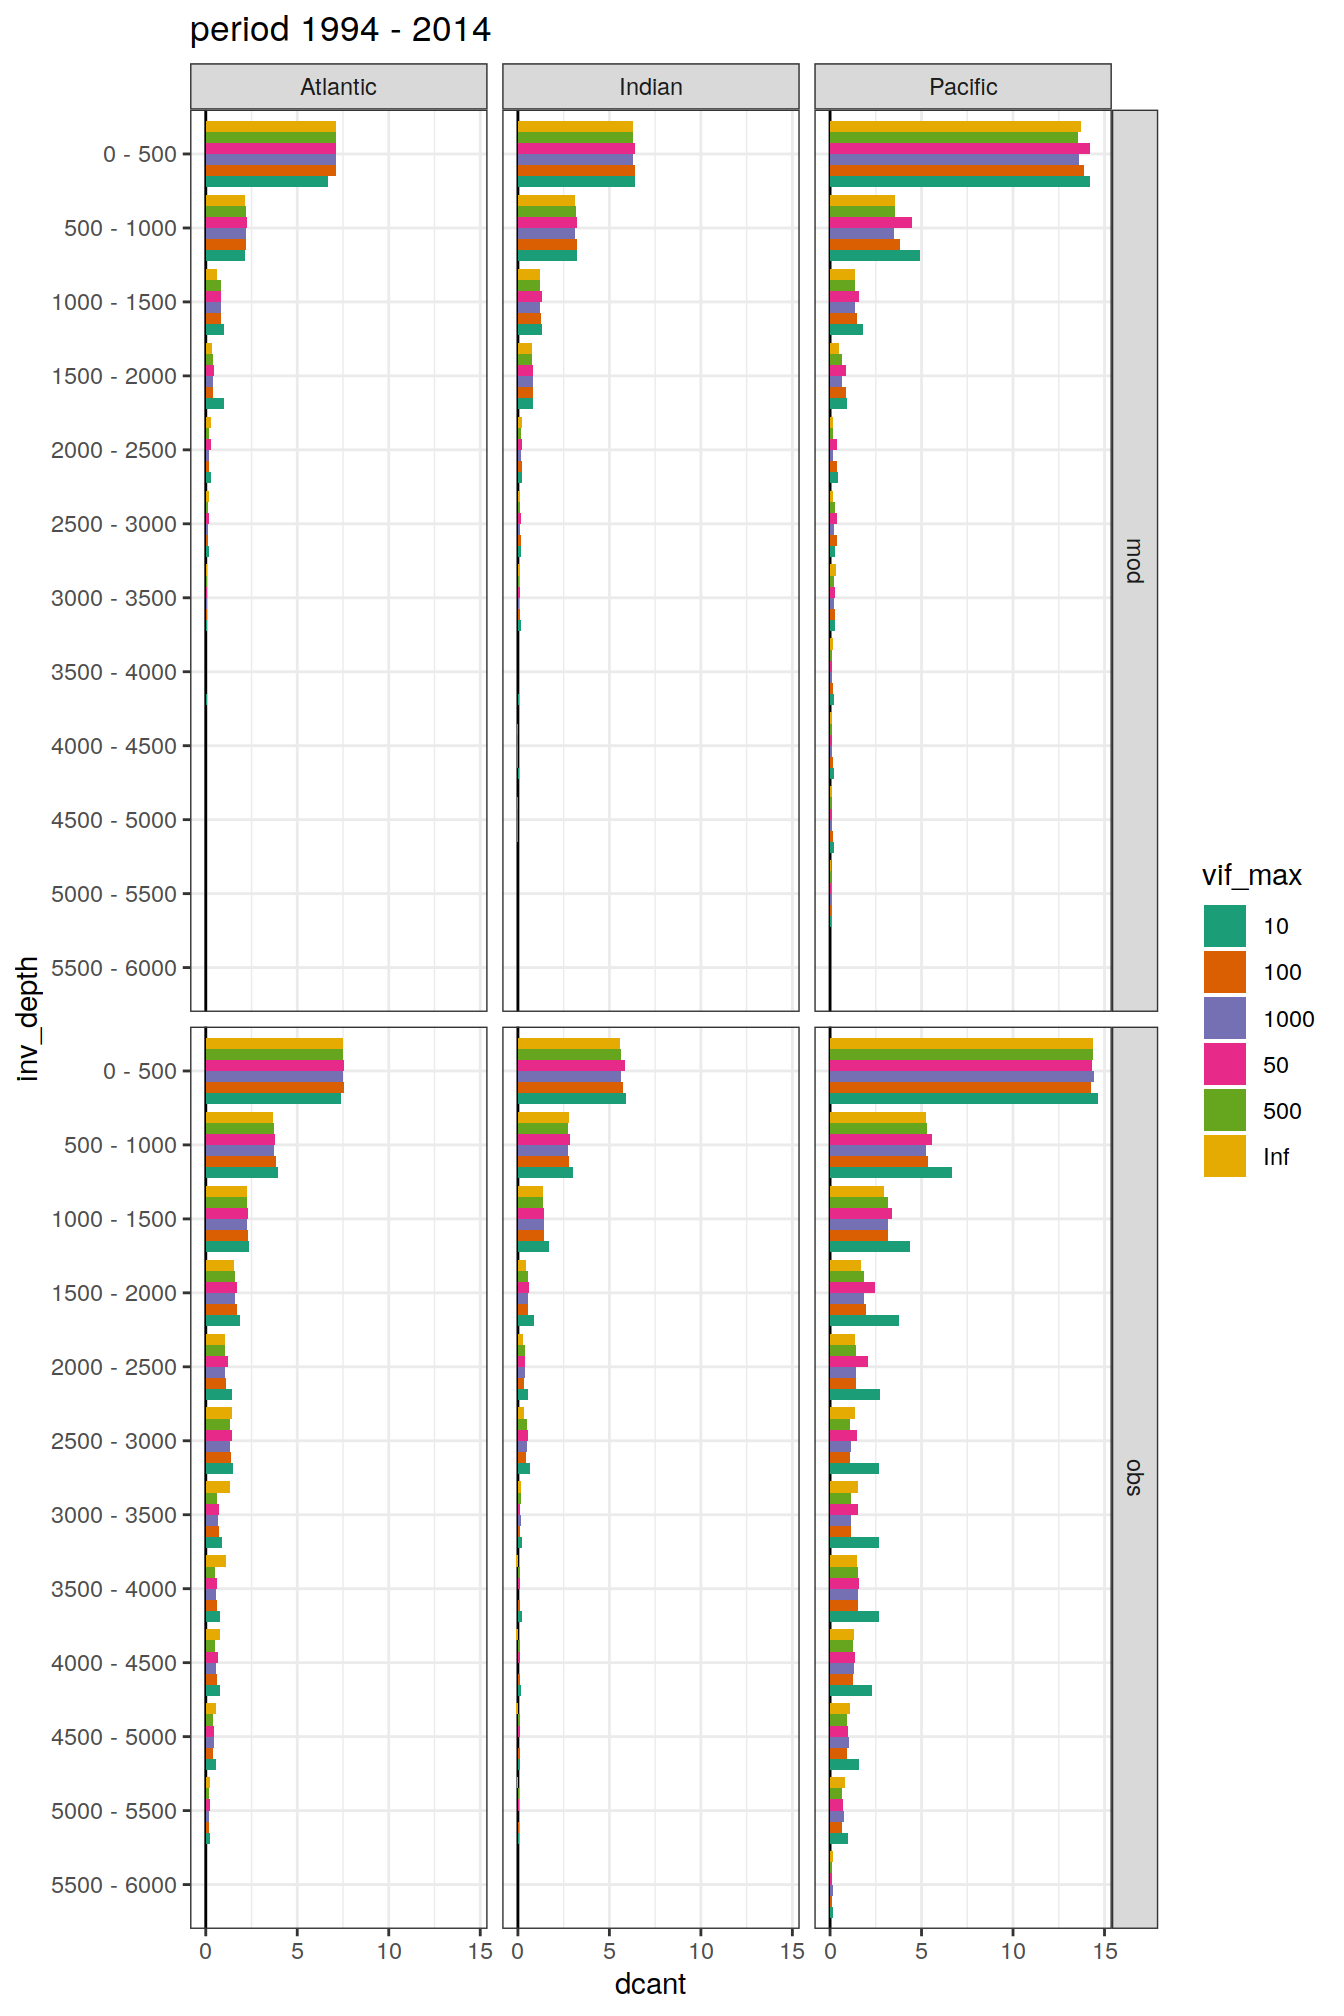 period 1994 - 2014
Atlantic
Indian
Pacific
0 - 500
500 - 1000
1000 - 1500
1500 - 2000
2000 - 2500
2500 - 3000
3000 - 3500
3500 - 4000
4000 - 4500
4500 - 5000
5000 - 5500
5500 - 6000
mod
0 - 500
500 - 1000
1000 - 1500
1500 - 2000
2000 - 2500
2500 - 3000
3000 - 3500
3500 - 4000
4000 - 4500
4500 - 5000
5000 - 5500
5500 - 6000
obs
inv_depth
0 5 10 15
0 5 10 15
0 5 10 15
dcant
vif_max
10
100
1000
50
500
Inf